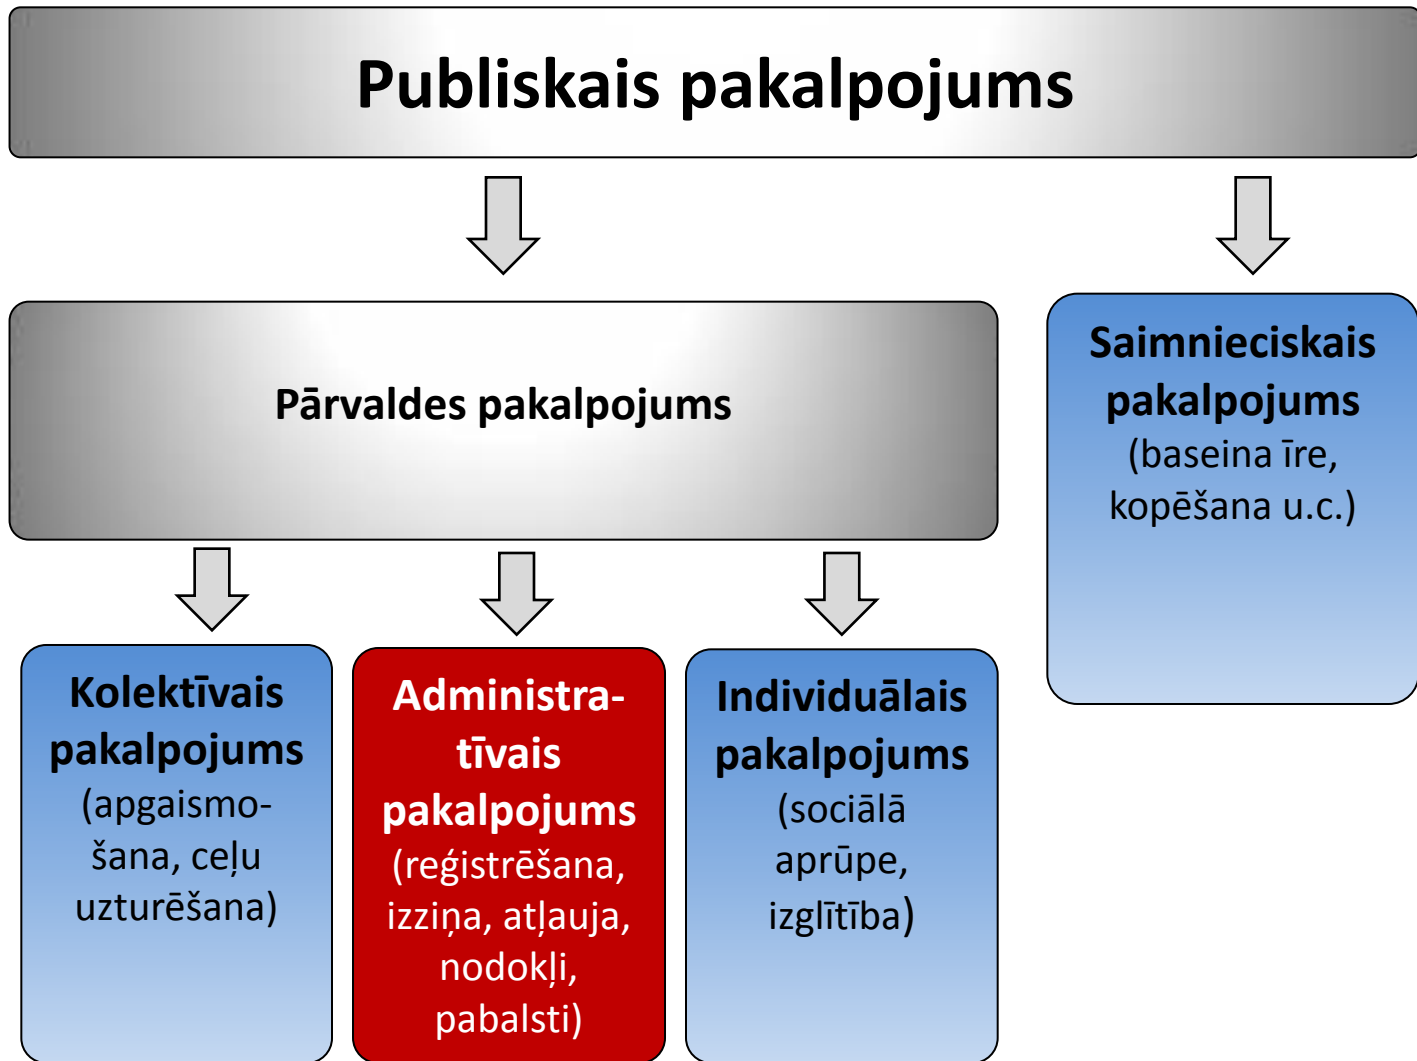 Publiskais pakalpojums
Pārvaldes pakalpojums
Saimnieciskais
pakalpojums
(baseina īre,
kopēšana u.c.)
Kolektīvais
pakalpojums
(apgaismo-
šana, ceļu
uzturēšana)
Administra-
tīvais
pakalpojums
(reģistrēšana,
izziņa, atļauja,
nodokļi,
pabalsti)
Individuālais
pakalpojums
(sociālā
aprūpe,
izglītība)